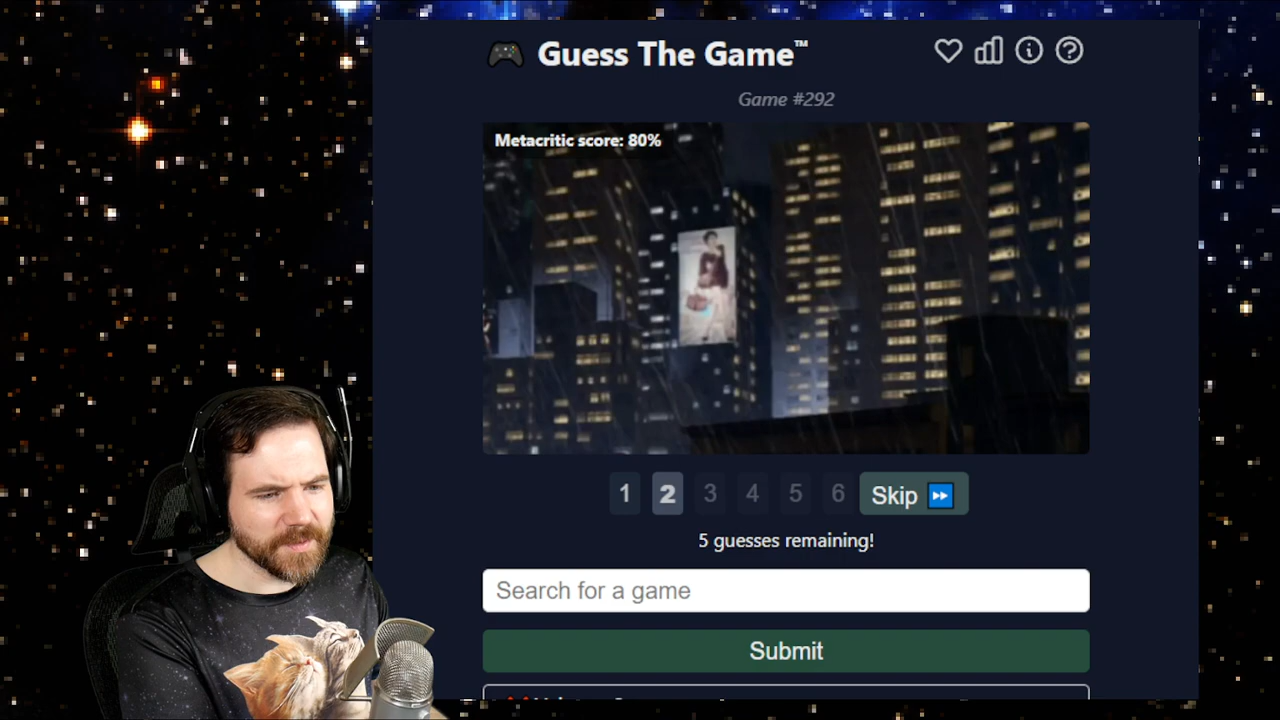 Guess The Game™
Game #292
Metacritic score: 80%
1 2 3 4 5 6 Skip
5 guesses remaining!
Search for a game
Submit